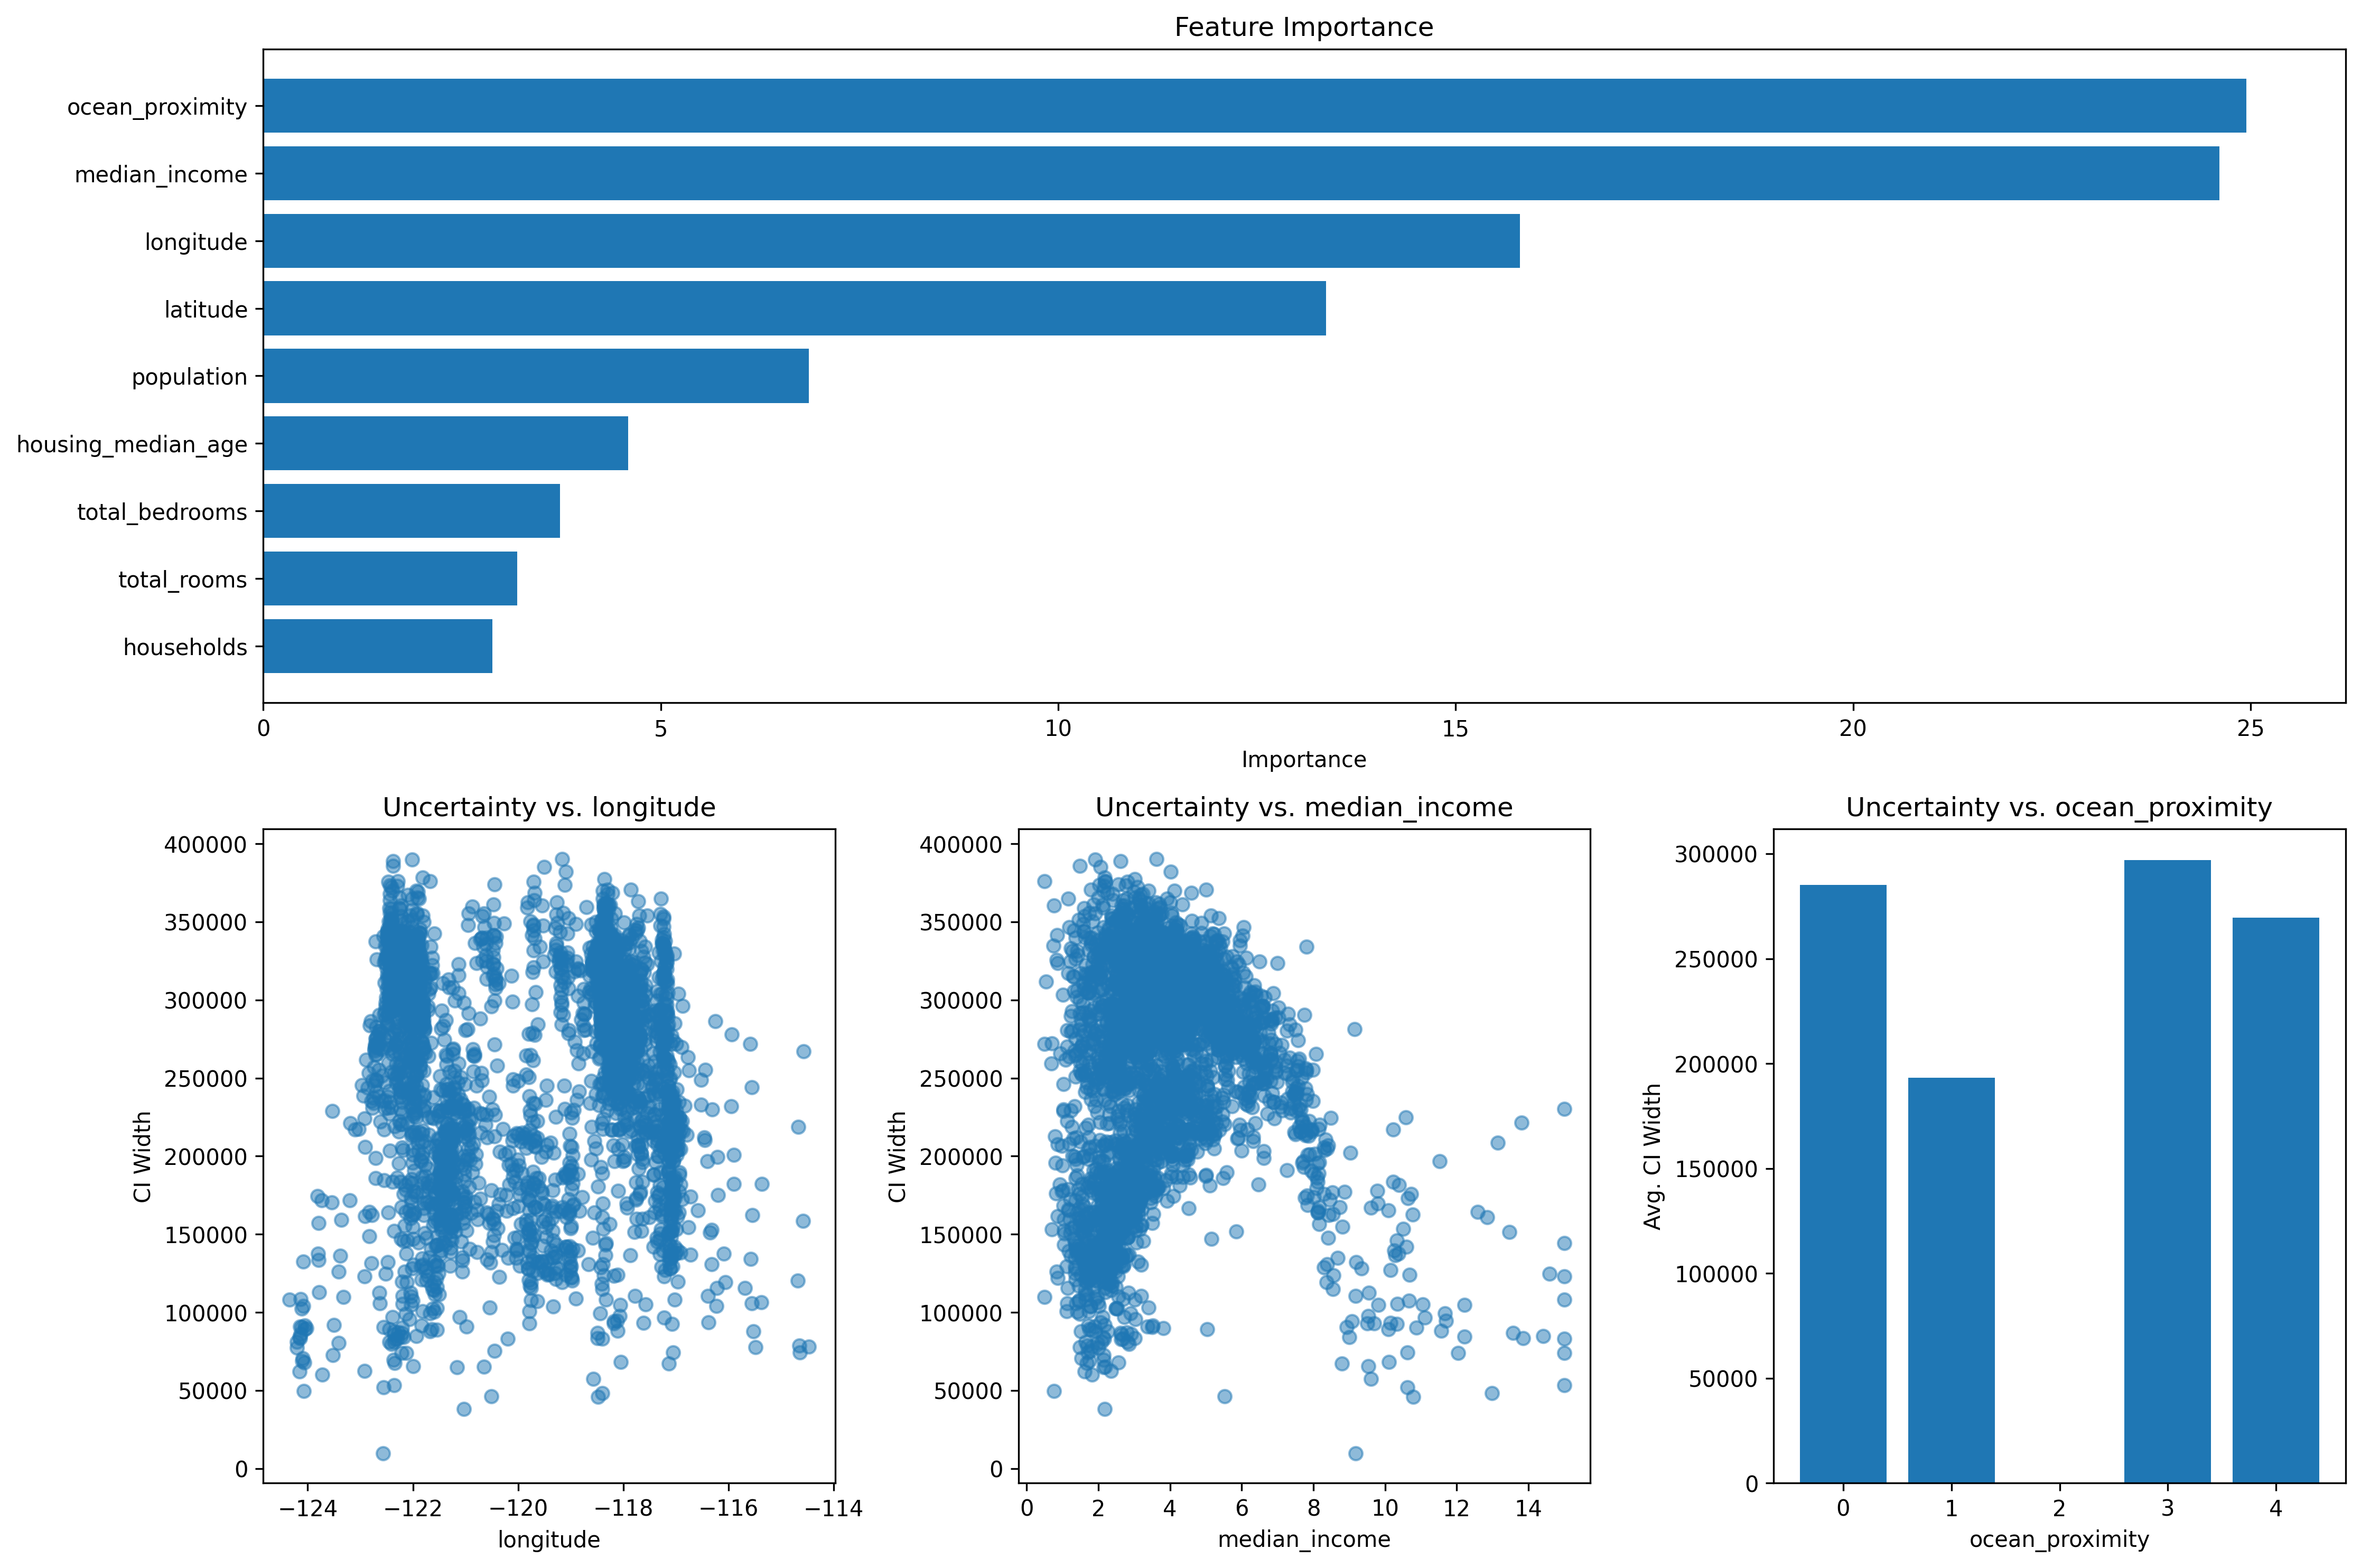 Feature Importance
ocean_proximity
median_income
longitude
latitude
population
housing_median_age
total_bedrooms
total_rooms
households
0 5 10 15 20 25
Importance
Uncertainty vs. longitude
400000
350000
300000
250000
200000
150000
100000
50000
0
CI Width
−124 −122 −120 −118 −116 −114
longitude
Uncertainty vs. median_income
400000
350000
300000
250000
200000
150000
100000
50000
0
CI Width
0 2 4 6 8 10 12 14
median_income
Uncertainty vs. ocean_proximity
300000
250000
200000
150000
100000
50000
0
Avg. CI Width
0 1 2 3 4
ocean_proximity